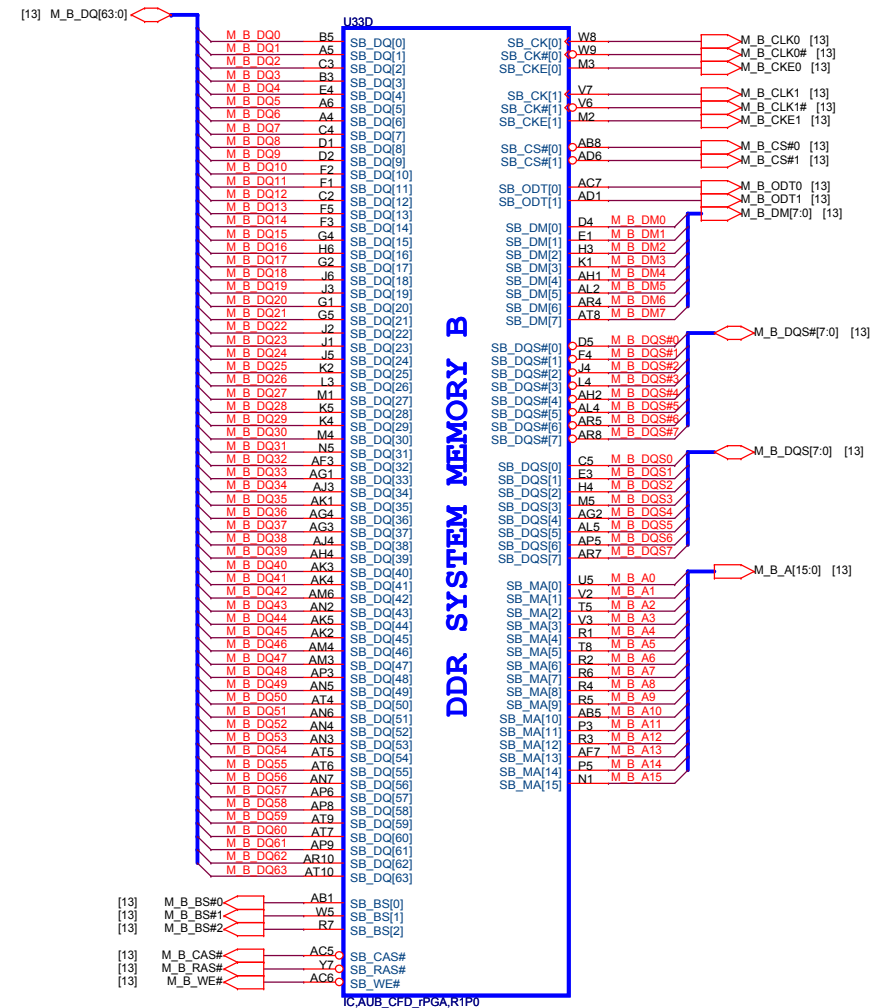 [13] M_B_DQ[63:0]
U33D
M_B_DQ0 B5 SB_DQ[0]
M_B_DQ1 A5 SB_DQ[1]
M_B_DQ2 C3 SB_DQ[2]
M_B_DQ3 B3 SB_DQ[3]
M_B_DQ4 E4 SB_DQ[4]
M_B_DQ5 A6 SB_DQ[5]
M_B_DQ6 A4 SB_DQ[6]
M_B_DQ7 C4 SB_DQ[7]
M_B_DQ8 D1 SB_DQ[8]
M_B_DQ9 D2 SB_DQ[9]
M_B_DQ10 F2 SB_DQ[10]
M_B_DQ11 F1 SB_DQ[11]
M_B_DQ12 C2 SB_DQ[12]
M_B_DQ13 F5 SB_DQ[13]
M_B_DQ14 F3 SB_DQ[14]
M_B_DQ15 G4 SB_DQ[15]
M_B_DQ16 H6 SB_DQ[16]
M_B_DQ17 G2 SB_DQ[17]
M_B_DQ18 J6 SB_DQ[18]
M_B_DQ19 J3 SB_DQ[19]
M_B_DQ20 G1 SB_DQ[20]
M_B_DQ21 G5 SB_DQ[21]
M_B_DQ22 J2 SB_DQ[22]
M_B_DQ23 J1 SB_DQ[23]
M_B_DQ24 J5 SB_DQ[24]
M_B_DQ25 K2 SB_DQ[25]
M_B_DQ26 L3 SB_DQ[26]
M_B_DQ27 M1 SB_DQ[27]
M_B_DQ28 K5 SB_DQ[28]
M_B_DQ29 K4 SB_DQ[29]
M_B_DQ30 M4 SB_DQ[30]
M_B_DQ31 N5 SB_DQ[31]
M_B_DQ32 AF3 SB_DQ[32]
M_B_DQ33 AG1 SB_DQ[33]
M_B_DQ34 AJ3 SB_DQ[34]
M_B_DQ35 AK1 SB_DQ[35]
M_B_DQ36 AG4 SB_DQ[36]
M_B_DQ37 AG3 SB_DQ[37]
M_B_DQ38 AJ4 SB_DQ[38]
M_B_DQ39 AH4 SB_DQ[39]
M_B_DQ40 AK3 SB_DQ[40]
M_B_DQ41 AK4 SB_DQ[41]
M_B_DQ42 AM6 SB_DQ[42]
M_B_DQ43 AN2 SB_DQ[43]
M_B_DQ44 AK5 SB_DQ[44]
M_B_DQ45 AK2 SB_DQ[45]
M_B_DQ46 AM4 SB_DQ[46]
M_B_DQ47 AM3 SB_DQ[47]
M_B_DQ48 AP3 SB_DQ[48]
M_B_DQ49 AN5 SB_DQ[49]
M_B_DQ50 AT4 SB_DQ[50]
M_B_DQ51 AN6 SB_DQ[51]
M_B_DQ52 AN4 SB_DQ[52]
M_B_DQ53 AN3 SB_DQ[53]
M_B_DQ54 AT5 SB_DQ[54]
M_B_DQ55 AT6 SB_DQ[55]
M_B_DQ56 AN7 SB_DQ[56]
M_B_DQ57 AP6 SB_DQ[57]
M_B_DQ58 AP8 SB_DQ[58]
M_B_DQ59 AT9 SB_DQ[59]
M_B_DQ60 AT7 SB_DQ[60]
M_B_DQ61 AP9 SB_DQ[61]
M_B_DQ62 AR10 SB_DQ[62]
M_B_DQ63 AT10 SB_DQ[63]
[13] M_B_BS#0 AB1 SB_BS[0]
[13] M_B_BS#1 W5 SB_BS[1]
[13] M_B_BS#2 R7 SB_BS[2]
[13] M_B_CAS# AC5 SB_CAS#
[13] M_B_RAS# Y7 SB_RAS#
[13] M_B_WE# AC6 SB_WE#
DDR SYSTEM MEMORY B
SB_CK[0] W8 M_B_CLK0 [13]
SB_CK#[0] W9 M_B_CLK0# [13]
SB_CKE[0] M3 M_B_CKE0 [13]
SB_CK[1] V7 M_B_CLK1 [13]
SB_CK#[1] V6 M_B_CLK1# [13]
SB_CKE[1] M2 M_B_CKE1 [13]
SB_CS#[0] AB8 M_B_CS#0 [13]
SB_CS#[1] AD6 M_B_CS#1 [13]
SB_ODT[0] AC7 M_B_ODT0 [13]
SB_ODT[1] AD1 M_B_ODT1 [13]
M_B_DM[7:0] [13]
SB_DM[0] D4 M_B_DM0
SB_DM[1] E1 M_B_DM1
SB_DM[2] H3 M_B_DM2
SB_DM[3] K1 M_B_DM3
SB_DM[4] AH1 M_B_DM4
SB_DM[5] AL2 M_B_DM5
SB_DM[6] AR4 M_B_DM6
SB_DM[7] AT8 M_B_DM7
M_B_DQS#[7:0] [13]
SB_DQS#[0] D5 M_B_DQS#0
SB_DQS#[1] F4 M_B_DQS#1
SB_DQS#[2] J4 M_B_DQS#2
SB_DQS#[3] L4 M_B_DQS#3
SB_DQS#[4] AH2 M_B_DQS#4
SB_DQS#[5] AL4 M_B_DQS#5
SB_DQS#[6] AR5 M_B_DQS#6
SB_DQS#[7] AR8 M_B_DQS#7
M_B_DQS[7:0] [13]
SB_DQS[0] C5 M_B_DQS0
SB_DQS[1] E3 M_B_DQS1
SB_DQS[2] H4 M_B_DQS2
SB_DQS[3] M5 M_B_DQS3
SB_DQS[4] AG2 M_B_DQS4
SB_DQS[5] AL5 M_B_DQS5
SB_DQS[6] AP5 M_B_DQS6
SB_DQS[7] AR7 M_B_DQS7
M_B_A[15:0] [13]
SB_MA[0] U5 M_B_A0
SB_MA[1] V2 M_B_A1
SB_MA[2] T5 M_B_A2
SB_MA[3] V3 M_B_A3
SB_MA[4] R1 M_B_A4
SB_MA[5] T8 M_B_A5
SB_MA[6] R2 M_B_A6
SB_MA[7] R6 M_B_A7
SB_MA[8] R4 M_B_A8
SB_MA[9] R5 M_B_A9
SB_MA[10] AB5 M_B_A10
SB_MA[11] P3 M_B_A11
SB_MA[12] R3 M_B_A12
SB_MA[13] AF7 M_B_A13
SB_MA[14] P5 M_B_A14
SB_MA[15] N1 M_B_A15
IC,AUB_CFD_rPGA,R1P0